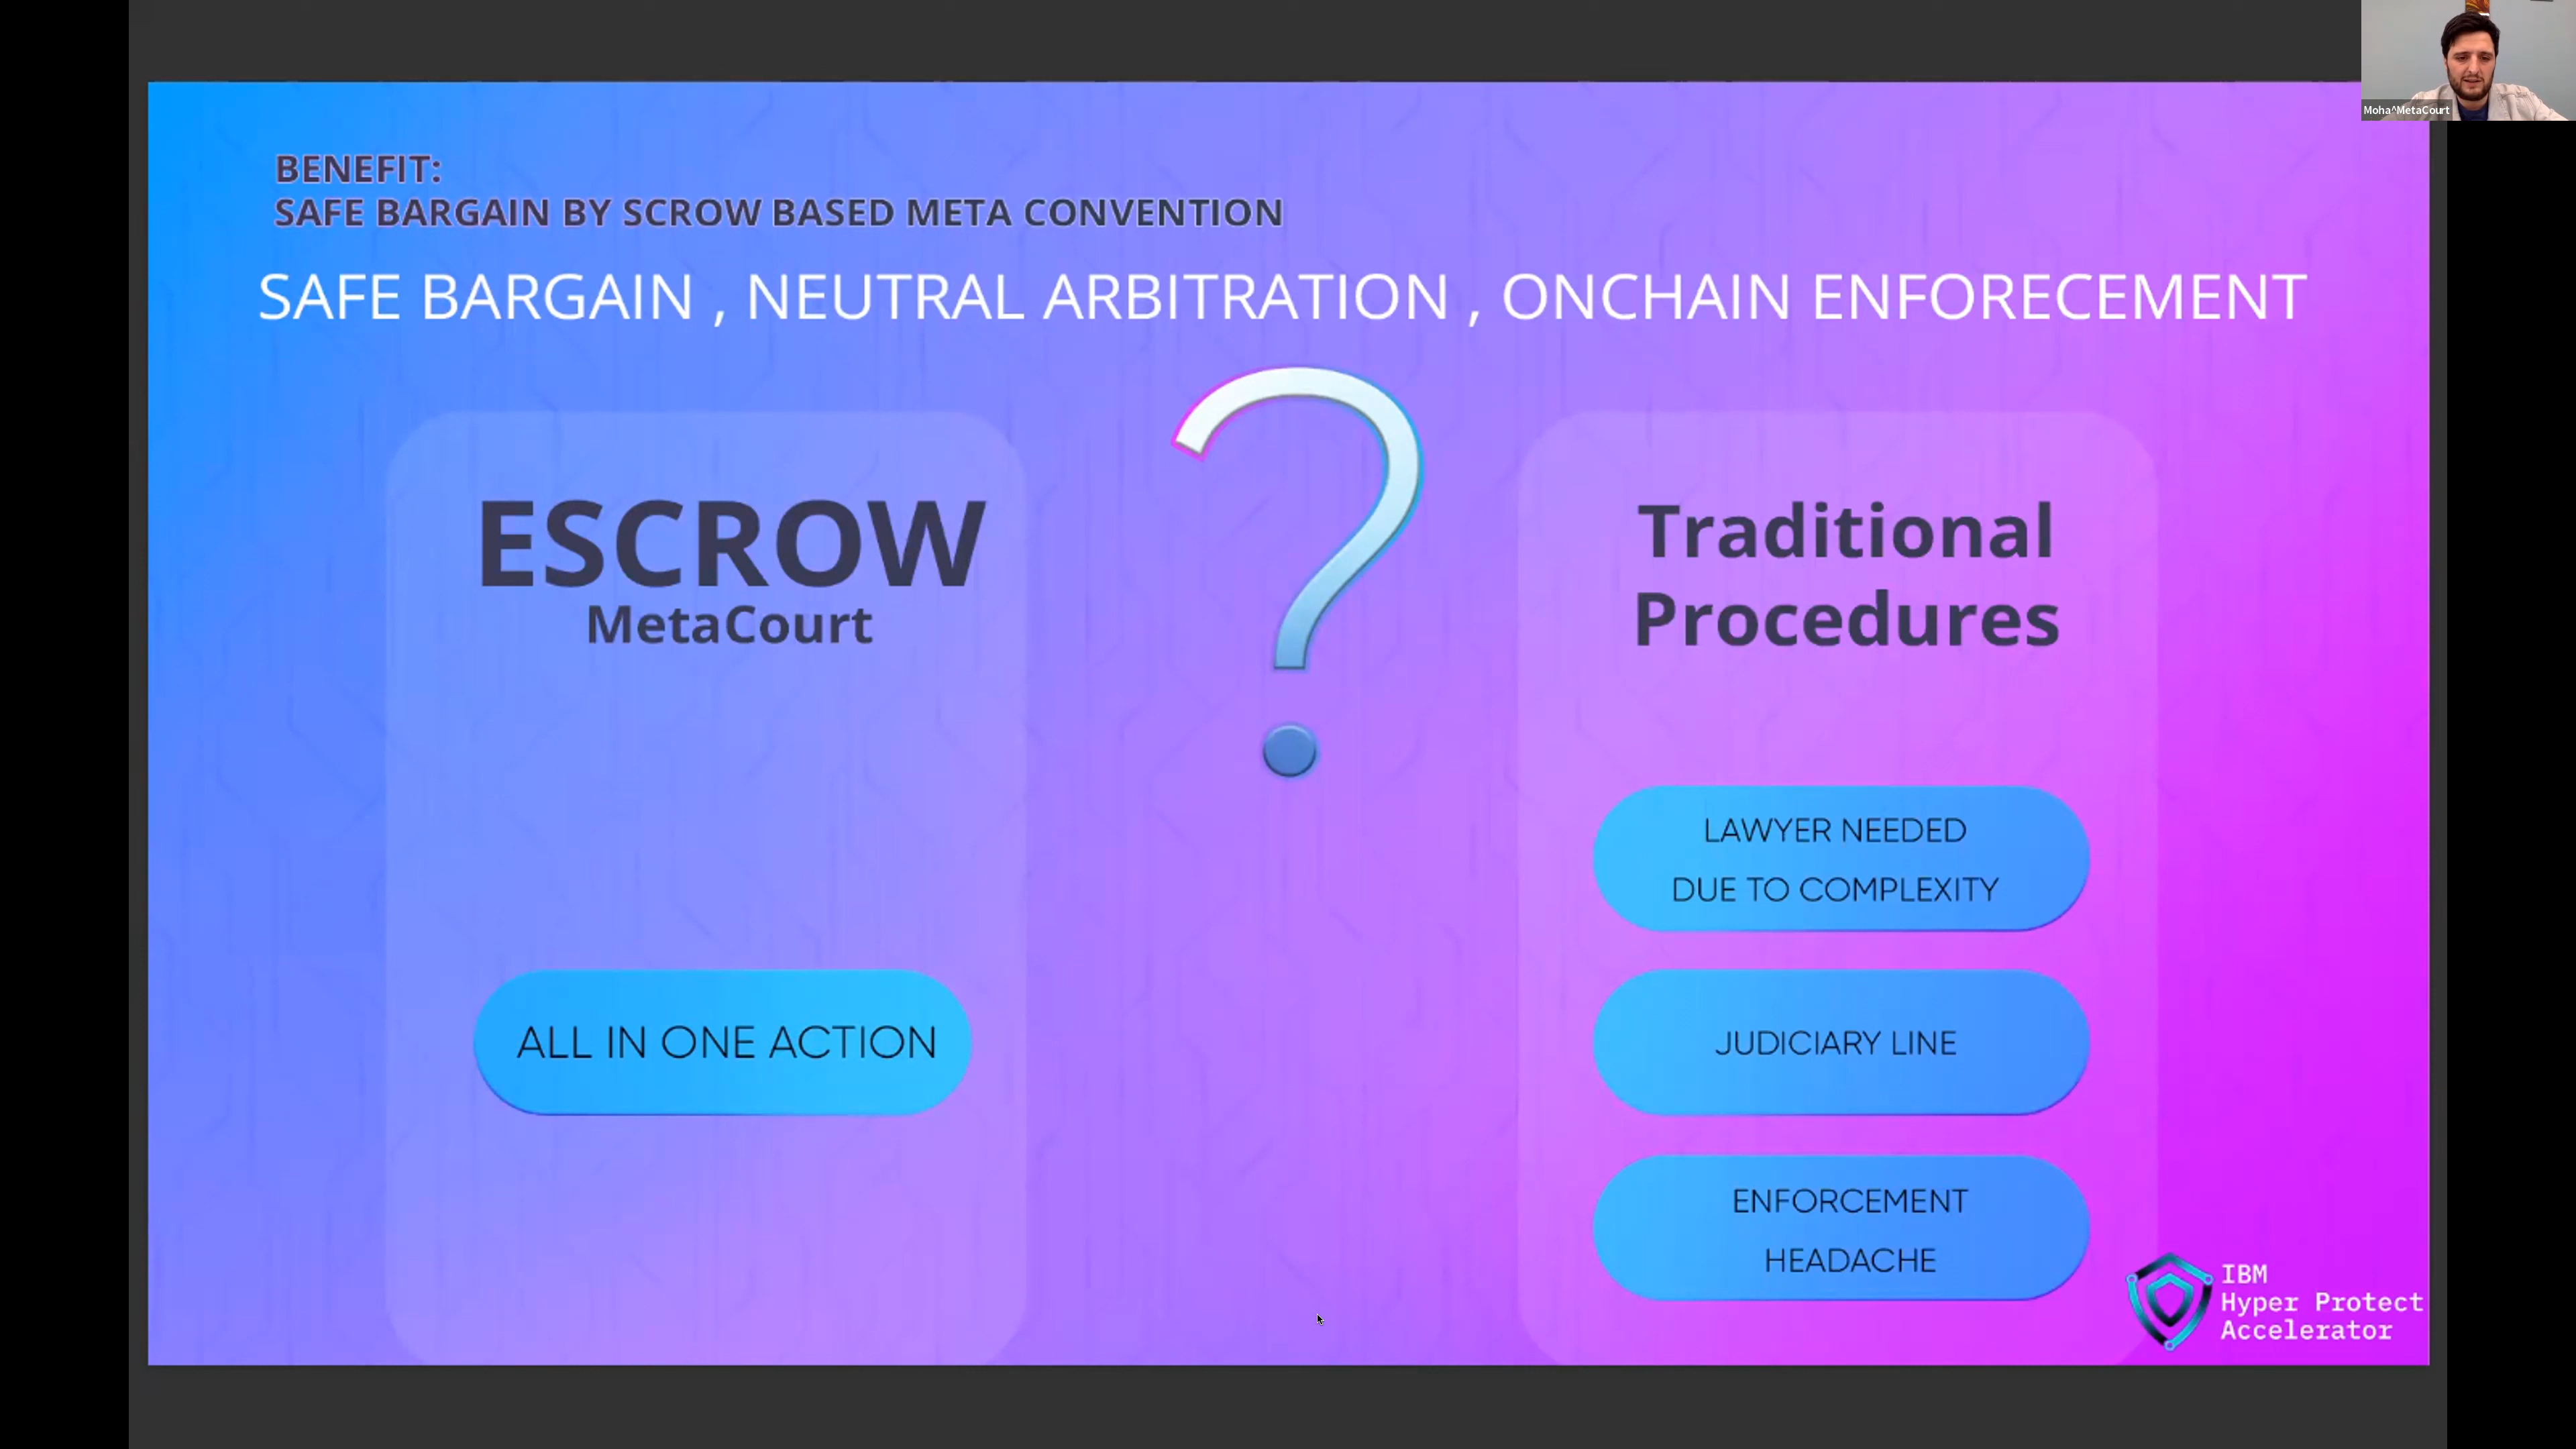 Moha^MetaCourt
BENEFIT:
SAFE BARGAIN BY SCROW BASED META CONVENTION
SAFE BARGAIN , NEUTRAL ARBITRATION , ONCHAIN ENFORECEMENT
?
ESCROW
MetaCourt
ALL IN ONE ACTION
Traditional
Procedures
LAWYER NEEDED
DUE TO COMPLEXITY
JUDICIARY LINE
ENFORCEMENT
HEADACHE
IBM
Hyper Protect
Accelerator